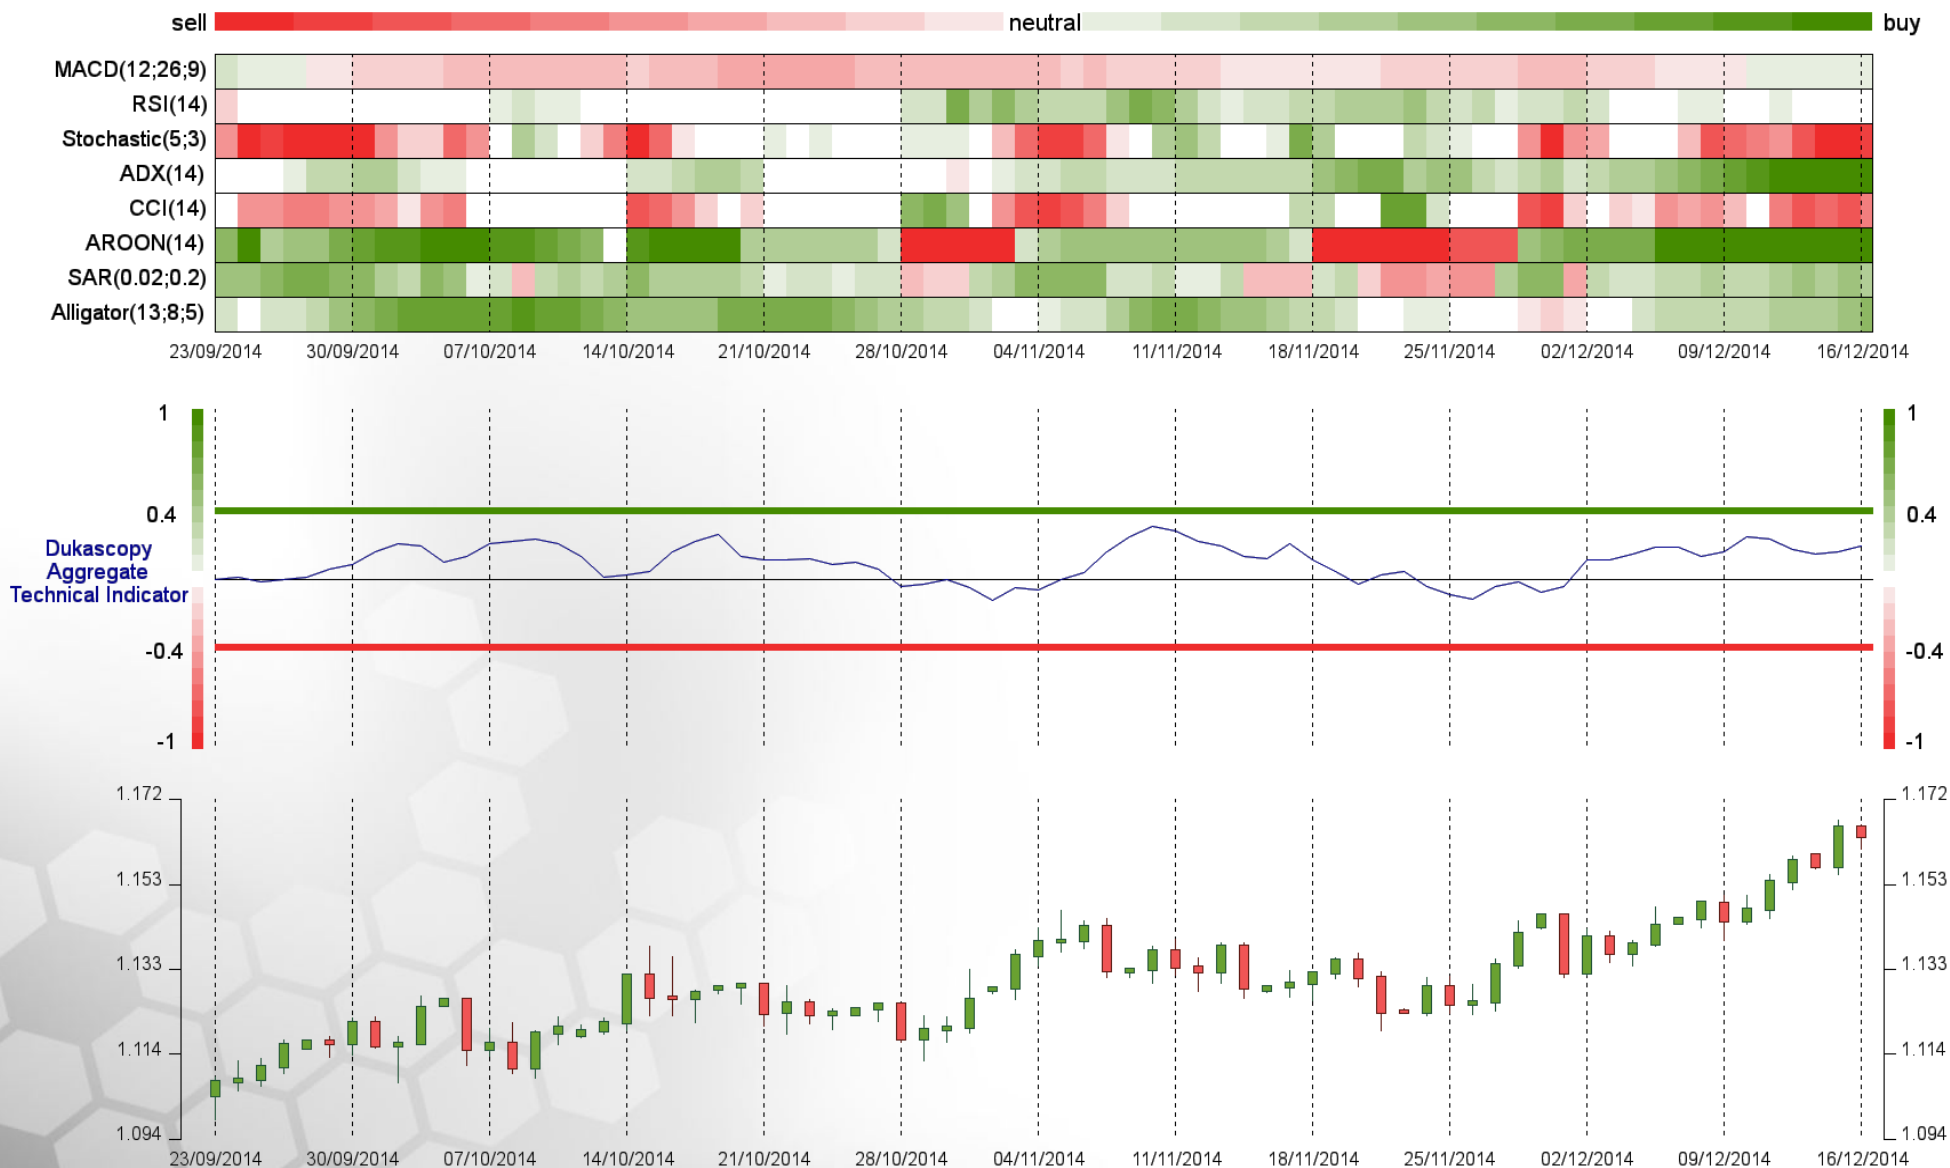 sell neutral buy
MACD(12;26;9)
RSI(14)
Stochastic(5;3)
ADX(14)
CCI(14)
AROON(14)
SAR(0.02;0.2)
Alligator(13;8;5)
23/09/2014 30/09/2014 07/10/2014 14/10/2014 21/10/2014 28/10/2014 04/11/2014 11/11/2014 18/11/2014 25/11/2014 02/12/2014 09/12/2014 16/12/2014
1 1
0.4 0.4
Dukascopy
Aggregate
Technical Indicator
-0.4 -0.4
-1 -1
1.172 1.172
1.153 1.153
1.133 1.133
1.114 1.114
1.094 1.094
23/09/2014 30/09/2014 07/10/2014 14/10/2014 21/10/2014 28/10/2014 04/11/2014 11/11/2014 18/11/2014 25/11/2014 02/12/2014 09/12/2014 16/12/2014